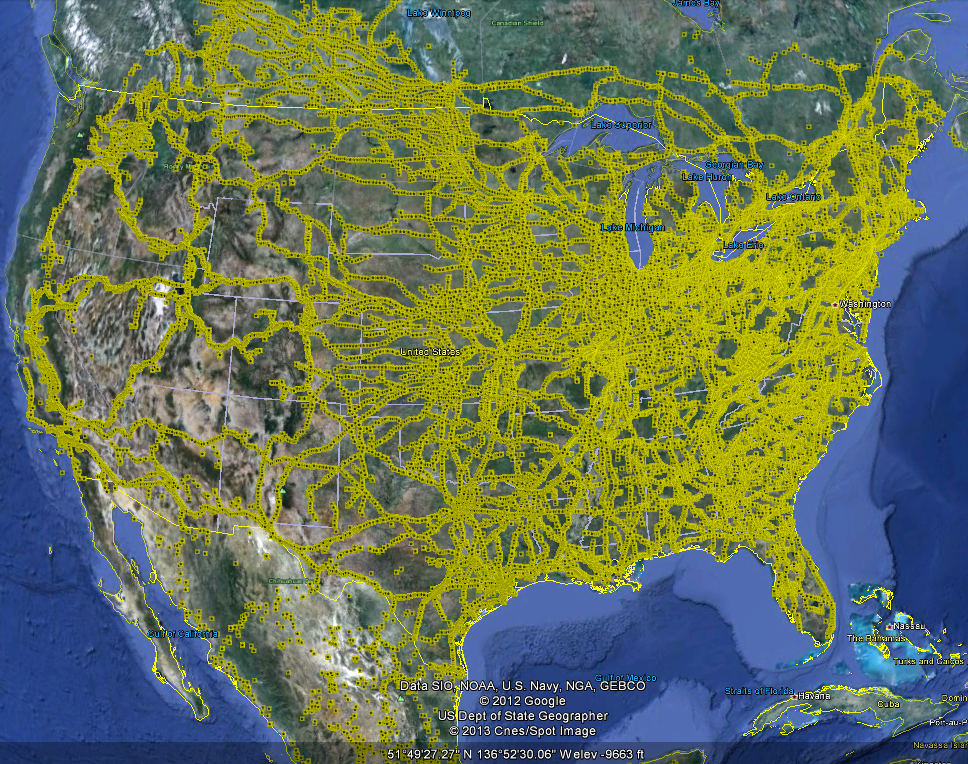 Lake Winnipeg
Canadian Shield
James Bay
Lake Superior
Georgian Bay
Lake Huron
Lake Ontario
Lake Michigan
Lake Erie
Washington
United States
Gulf of California
Gulf of Mexico
Nassau
The Bahamas
Turks and Caicos
Straits of Florida
Havana
Cuba
Data SIO, NOAA, U.S. Navy, NGA, GEBCO
© 2012 Google
US Dept of State Geographer
© 2013 Cnes/Spot Image
51°49'27.27" N 136°52'30.06" W elev -9663 ft